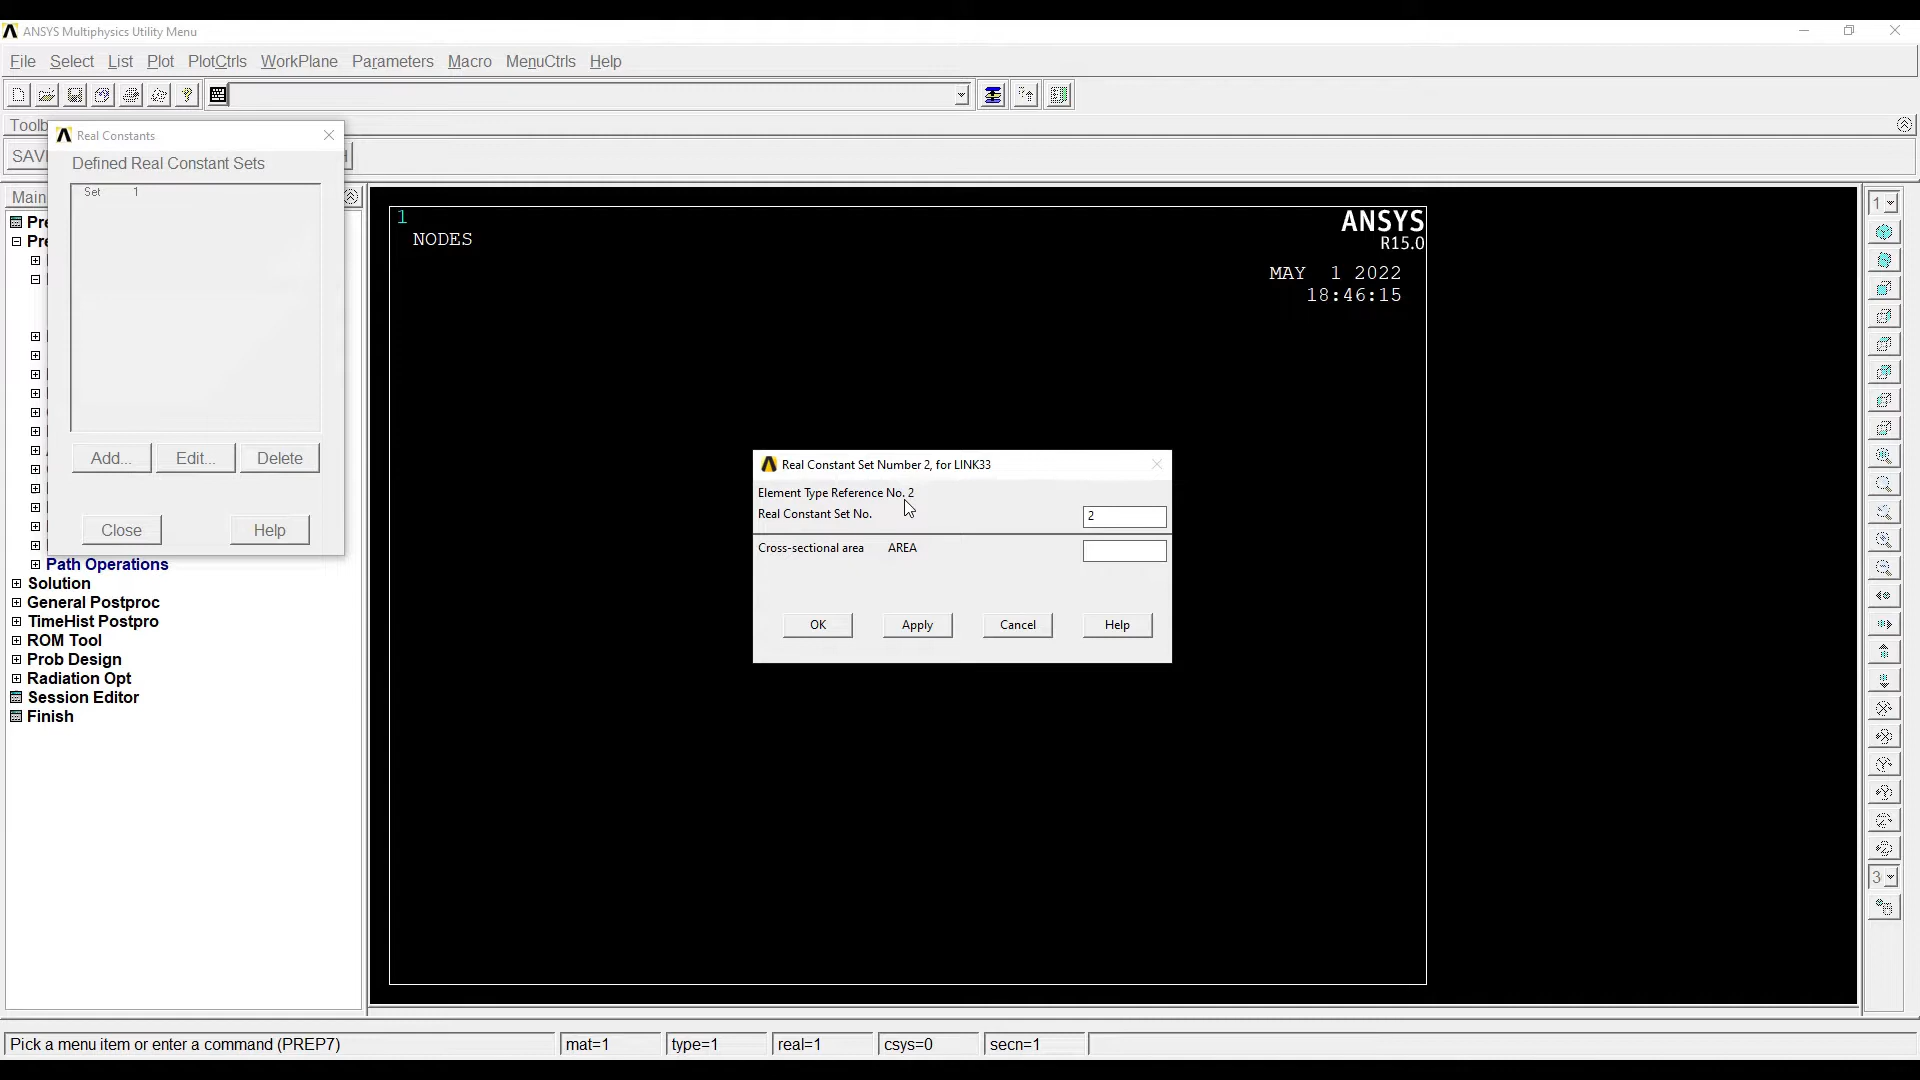 ANSYS Multiphysics Utility Menu
File Select List Plot PlotCtrls WorkPlane Parameters Macro MenuCtrls Help
Toolb
SAV
Real Constants
Defined Real Constant Sets
Set 1
Add... Edit... Delete
Close Help
Main
Pre
Pre
Path Operations
Solution
General Postproc
TimeHist Postpro
ROM Tool
Prob Design
Radiation Opt
Session Editor
Finish
1
NODES
ANSYS
R15.0
MAY 1 2022
18:46:15
Real Constant Set Number 2, for LINK33
Element Type Reference No. 2
Real Constant Set No. 2
Cross-sectional area AREA
OK Apply Cancel Help
1
3
Pick a menu item or enter a command (PREP7) mat=1 type=1 real=1 csys=0 secn=1